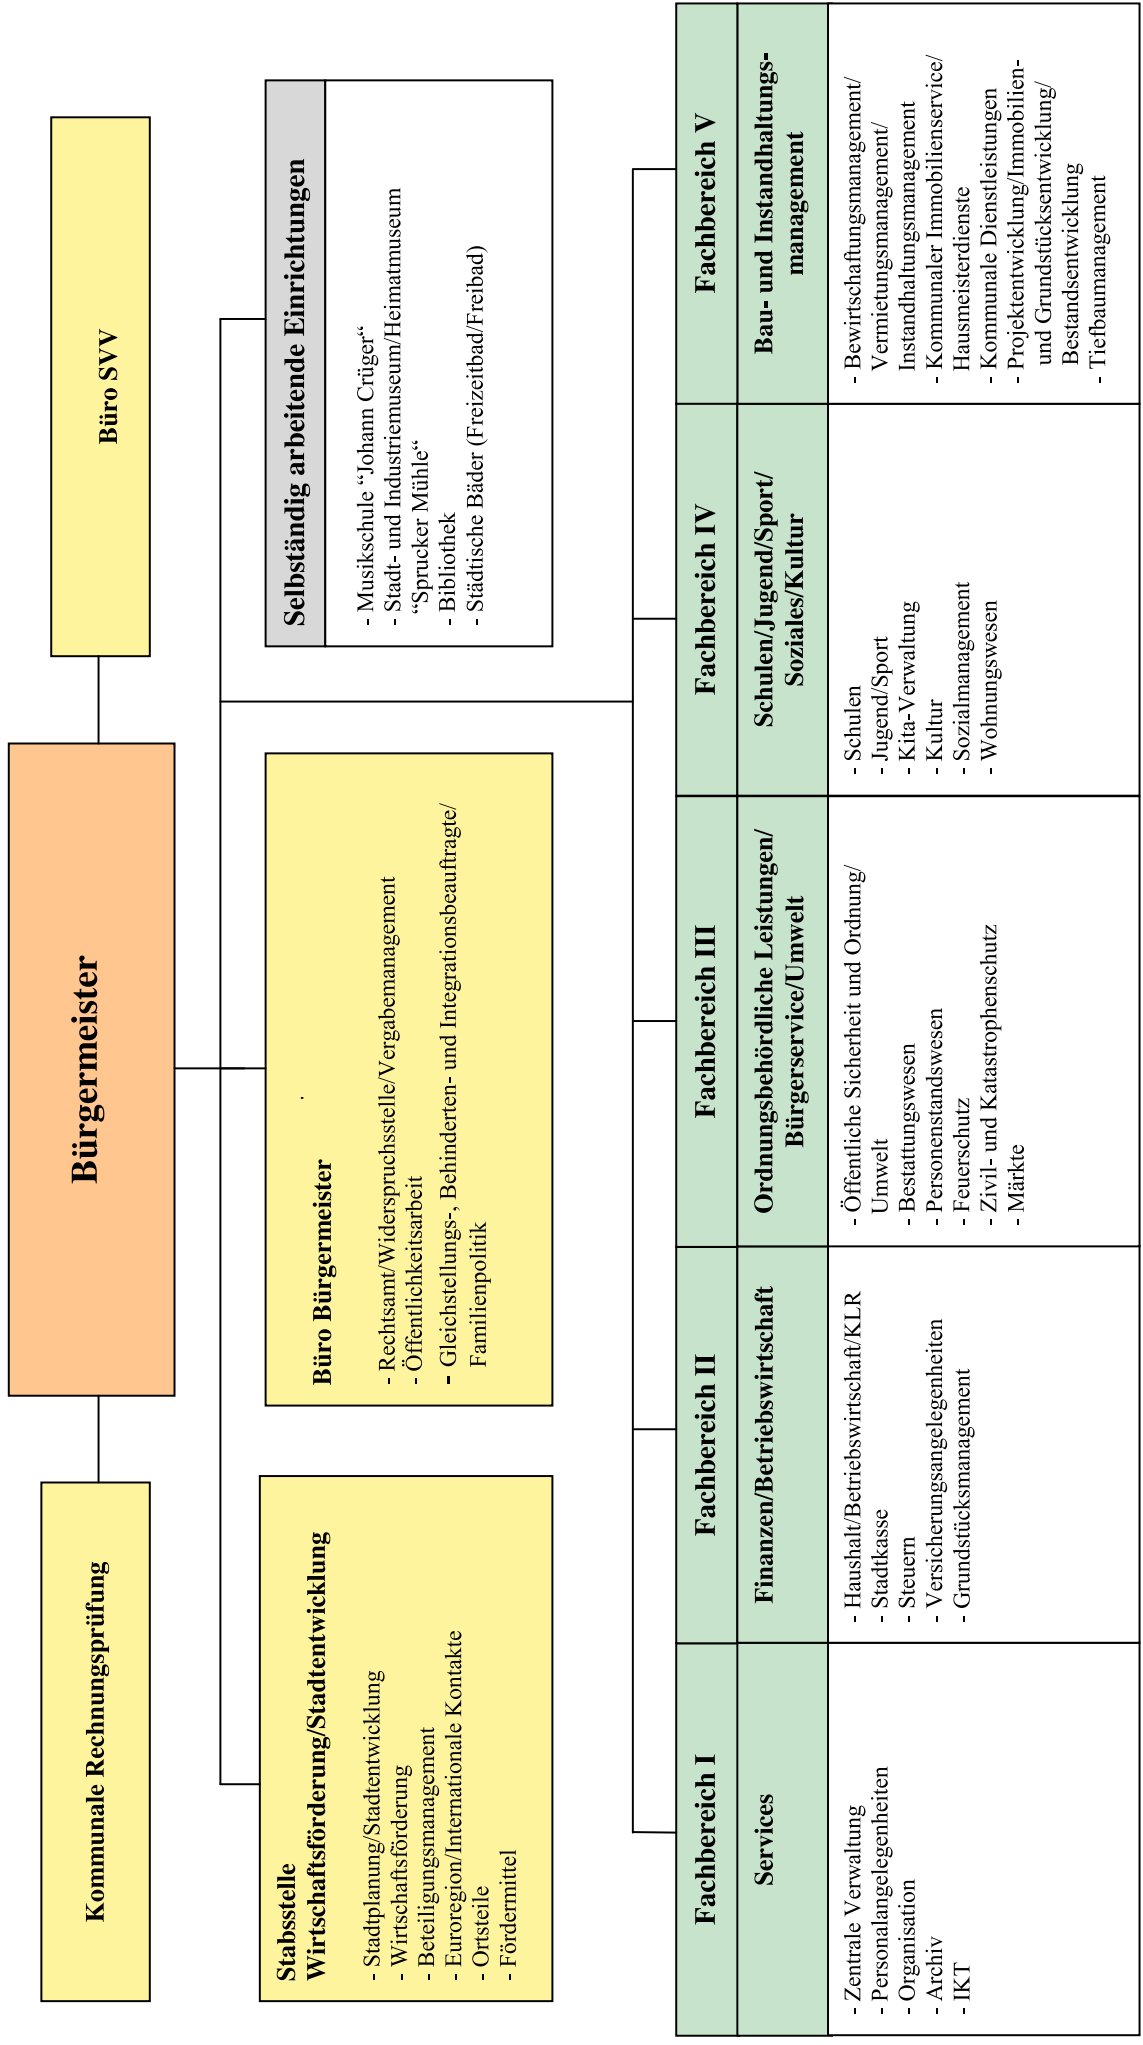 Bürgermeister
Kommunale Rechnungsprüfung
Büro SVV
Stabsstelle
Wirtschaftsförderung/Stadtentwicklung
- Stadtplanung/Stadtentwicklung
- Wirtschaftsförderung
- Beteiligungsmanagement
- Euroregion/Internationale Kontakte
- Ortsteile
- Fördermittel
Büro Bürgermeister
- Rechtsamt/Widerspruchsstelle/Vergabemanagement
- Öffentlichkeitsarbeit
- Gleichstellungs-, Behinderten- und Integrationsbeauftragte/
Familienpolitik
Selbständig arbeitende Einrichtungen
- Musikschule “Johann Crüger“
- Stadt- und Industriemuseum/Heimatmuseum
“Sprucker Mühle“
- Bibliothek
- Städtische Bäder (Freizeitbad/Freibad)
Fachbereich I
Services
- Zentrale Verwaltung
- Personalangelegenheiten
- Organisation
- Archiv
- IKT
Fachbereich II
Finanzen/Betriebswirtschaft
- Haushalt/Betriebswirtschaft/KLR
- Stadtkasse
- Steuern
- Versicherungsangelegenheiten
- Grundstücksmanagement
Fachbereich III
Ordnungsbehördliche Leistungen/
Bürgerservice/Umwelt
- Öffentliche Sicherheit und Ordnung/
Umwelt
- Bestattungswesen
- Personenstandswesen
- Feuerschutz
- Zivil- und Katastrophenschutz
- Märkte
Fachbereich IV
Schulen/Jugend/Sport/
Soziales/Kultur
- Schulen
- Jugend/Sport
- Kita-Verwaltung
- Kultur
- Sozialmanagement
- Wohnungswesen
Fachbereich V
Bau- und Instandhaltungs-
management
- Bewirtschaftungsmanagement/
Vermietungsmanagement/
Instandhaltungsmanagement
- Kommunaler Immobilienservice/
Hausmeisterdienste
- Kommunale Dienstleistungen
- Projektentwicklung/Immobilien-
und Grundstücksentwicklung/
Bestandsentwicklung
- Tiefbaumanagement